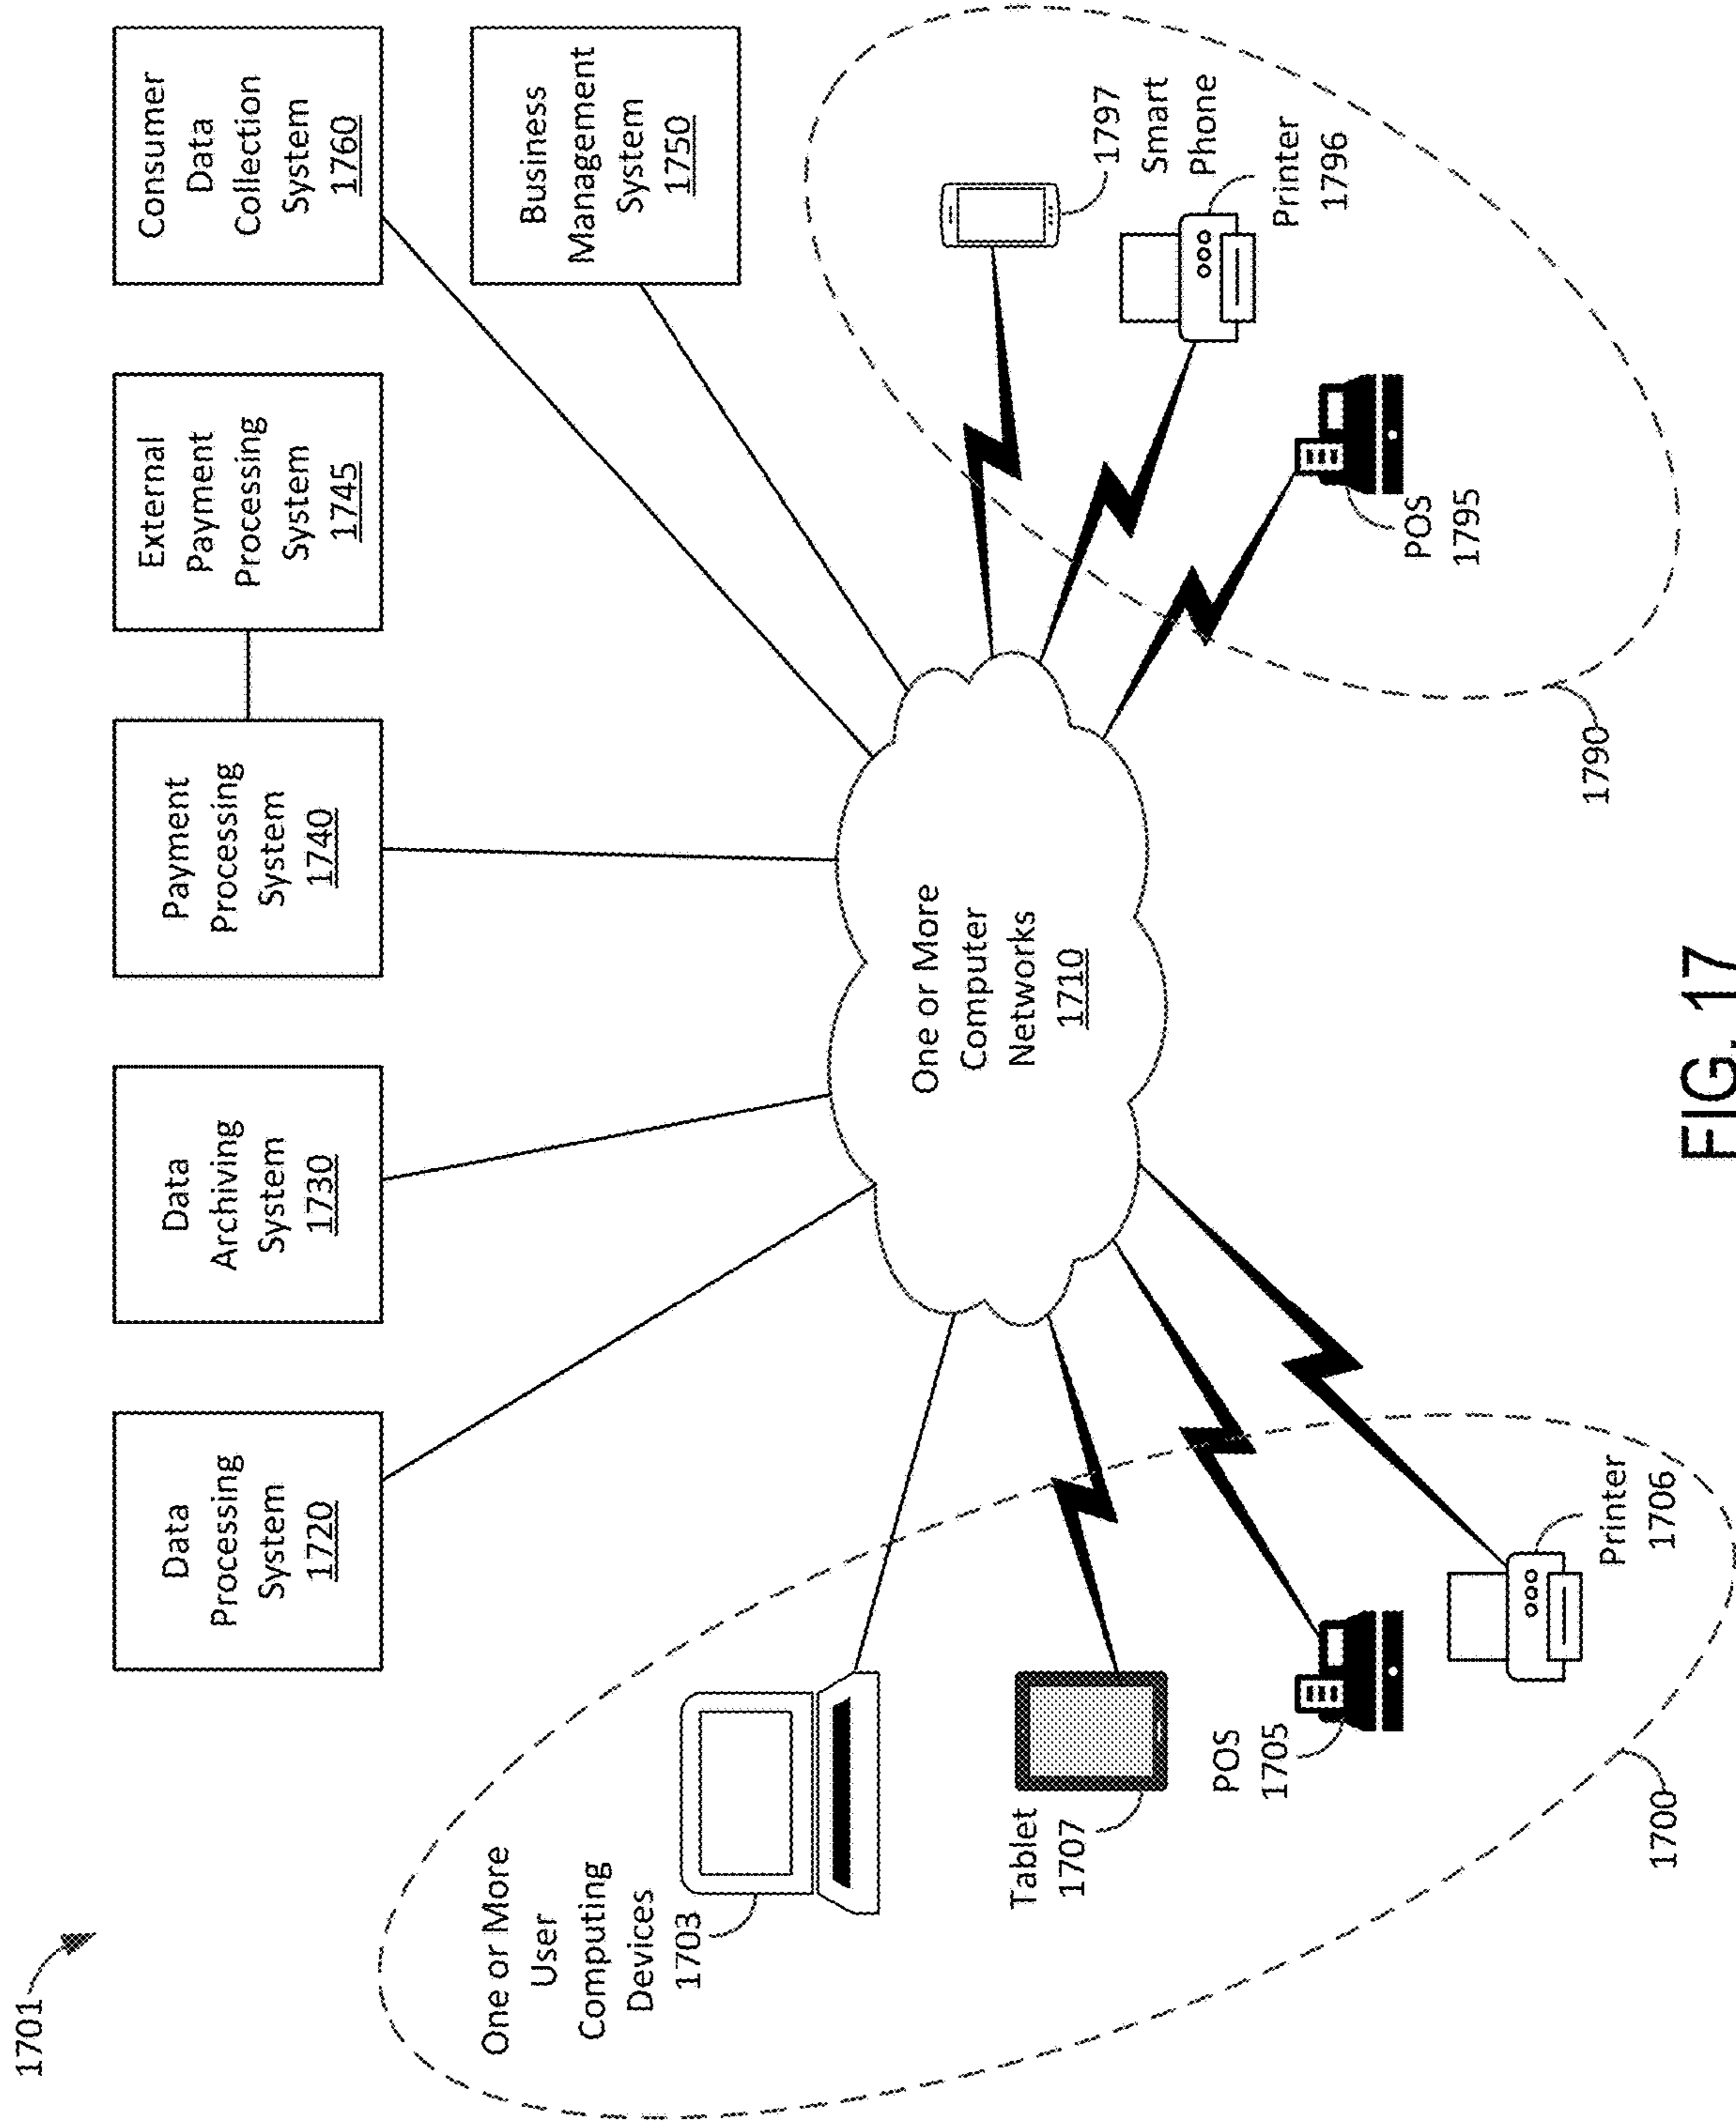 1701
Data
Processing
System
1720
Data
Archiving
System
1730
Payment
Processing
System
1740
External
Payment
Processing
System
1745
Consumer
Data
Collection
System
1760
Business
Management
System
1750
One or More
User
Computing
Devices
1703
One or More
Computer
Networks
1710
1797
Smart
Phone
Printer
1796
Tablet
1707
POS
1705
POS
1795
Printer
1706
1700
1790
FIG. 17